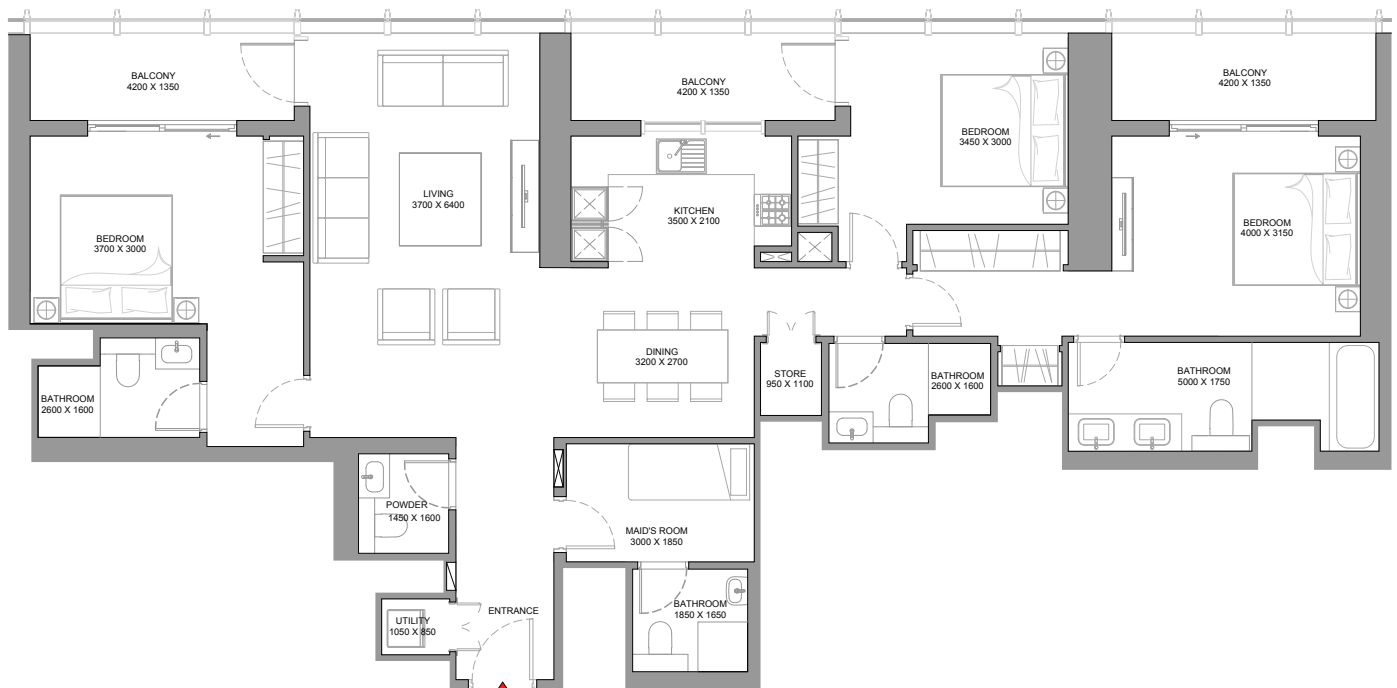 BALCONY
4200 X 1350
BALCONY
4200 X 1350
BALCONY
4200 X 1350
BEDROOM
3450 X 3000
LIVING
3700 X 6400
KITCHEN
3500 X 2100
BEDROOM
3700 X 3000
BEDROOM
4000 X 3150
DINING
3200 X 2700
STORE
950 X 1100
BATHROOM
2600 X 1600
BATHROOM
5000 X 1750
BATHROOM
2600 X 1600
POWDER
1450 X 1600
MAID'S ROOM
3000 X 1850
BATHROOM
1850 X 1650
ENTRANCE
UTILITY
1050 X 850